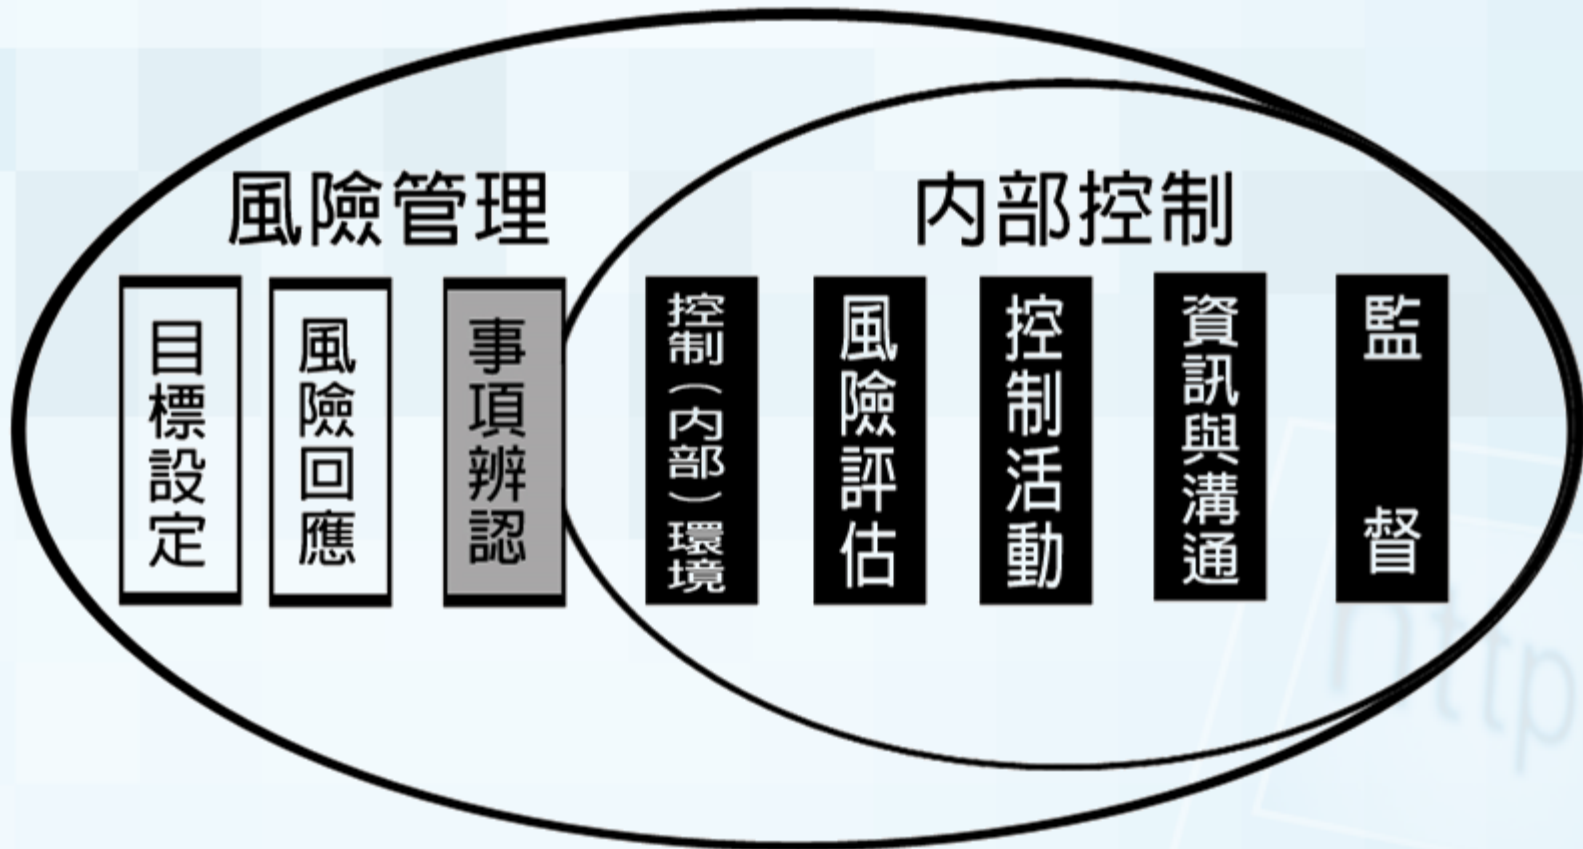 風險管理
內部控制
目標設定
風險回應
事項辨認
控制（內部）環境
風險評估
控制活動
資訊與溝通
監督
http